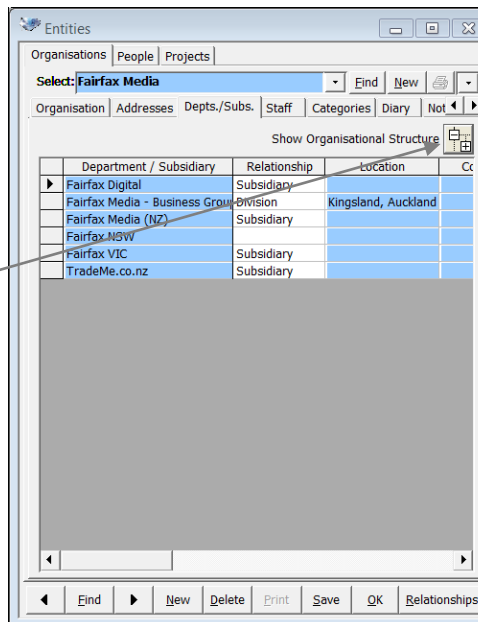 Entities
Organisations People Projects
Select: Fairfax Media Find New
Organisation Addresses Depts./Subs. Staff Categories Diary Not
Show Organisational Structure
Department / Subsidiary Relationship Location Co
Fairfax Digital Subsidiary
Fairfax Media - Business Grou Division Kingsland, Auckland
Fairfax Media (NZ) Subsidiary
Fairfax NSW
Fairfax VIC Subsidiary
TradeMe.co.nz Subsidiary
Find New Delete Print Save OK Relationships